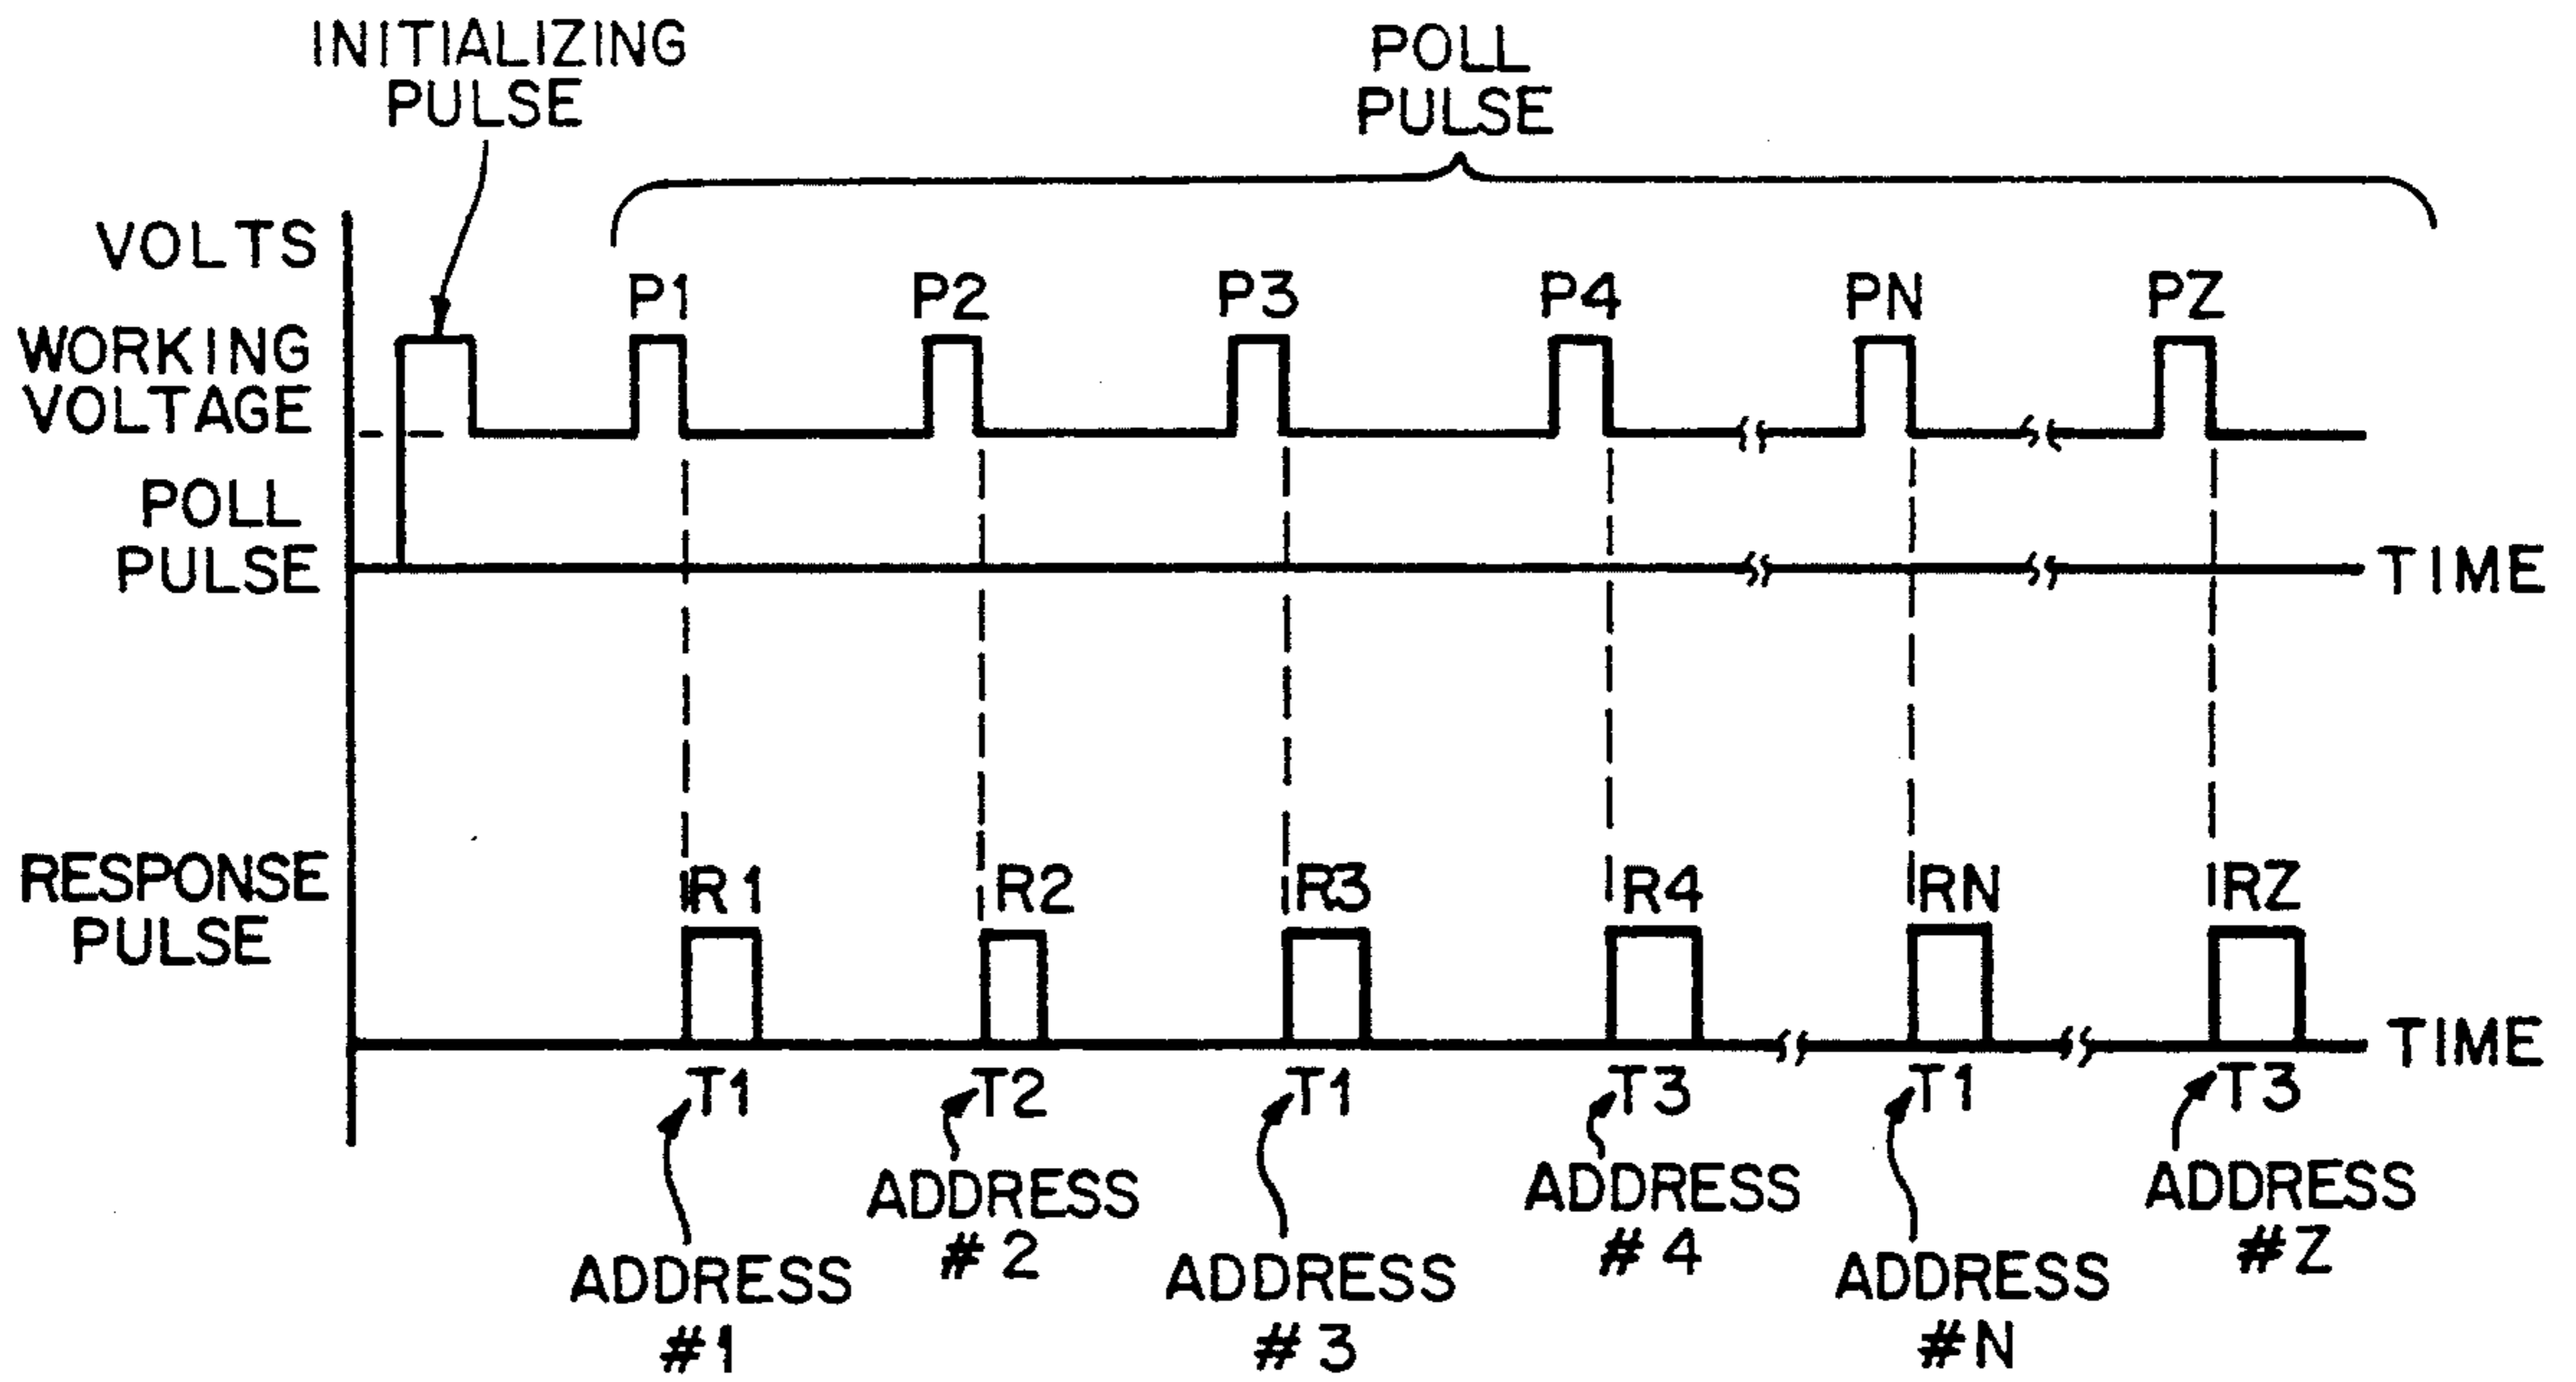 INITIALIZING
PULSE
POLL
PULSE
VOLTS
P1 P2 P3 P4 PN PZ
WORKING
VOLTAGE
POLL
PULSE
TIME
RESPONSE
PULSE
R1 R2 R3 R4 RN RZ
TIME
T1 T2 T1 T3 T1 T3
ADDRESS
#1
ADDRESS
#2
ADDRESS
#3
ADDRESS
#4
ADDRESS
#N
ADDRESS
#Z